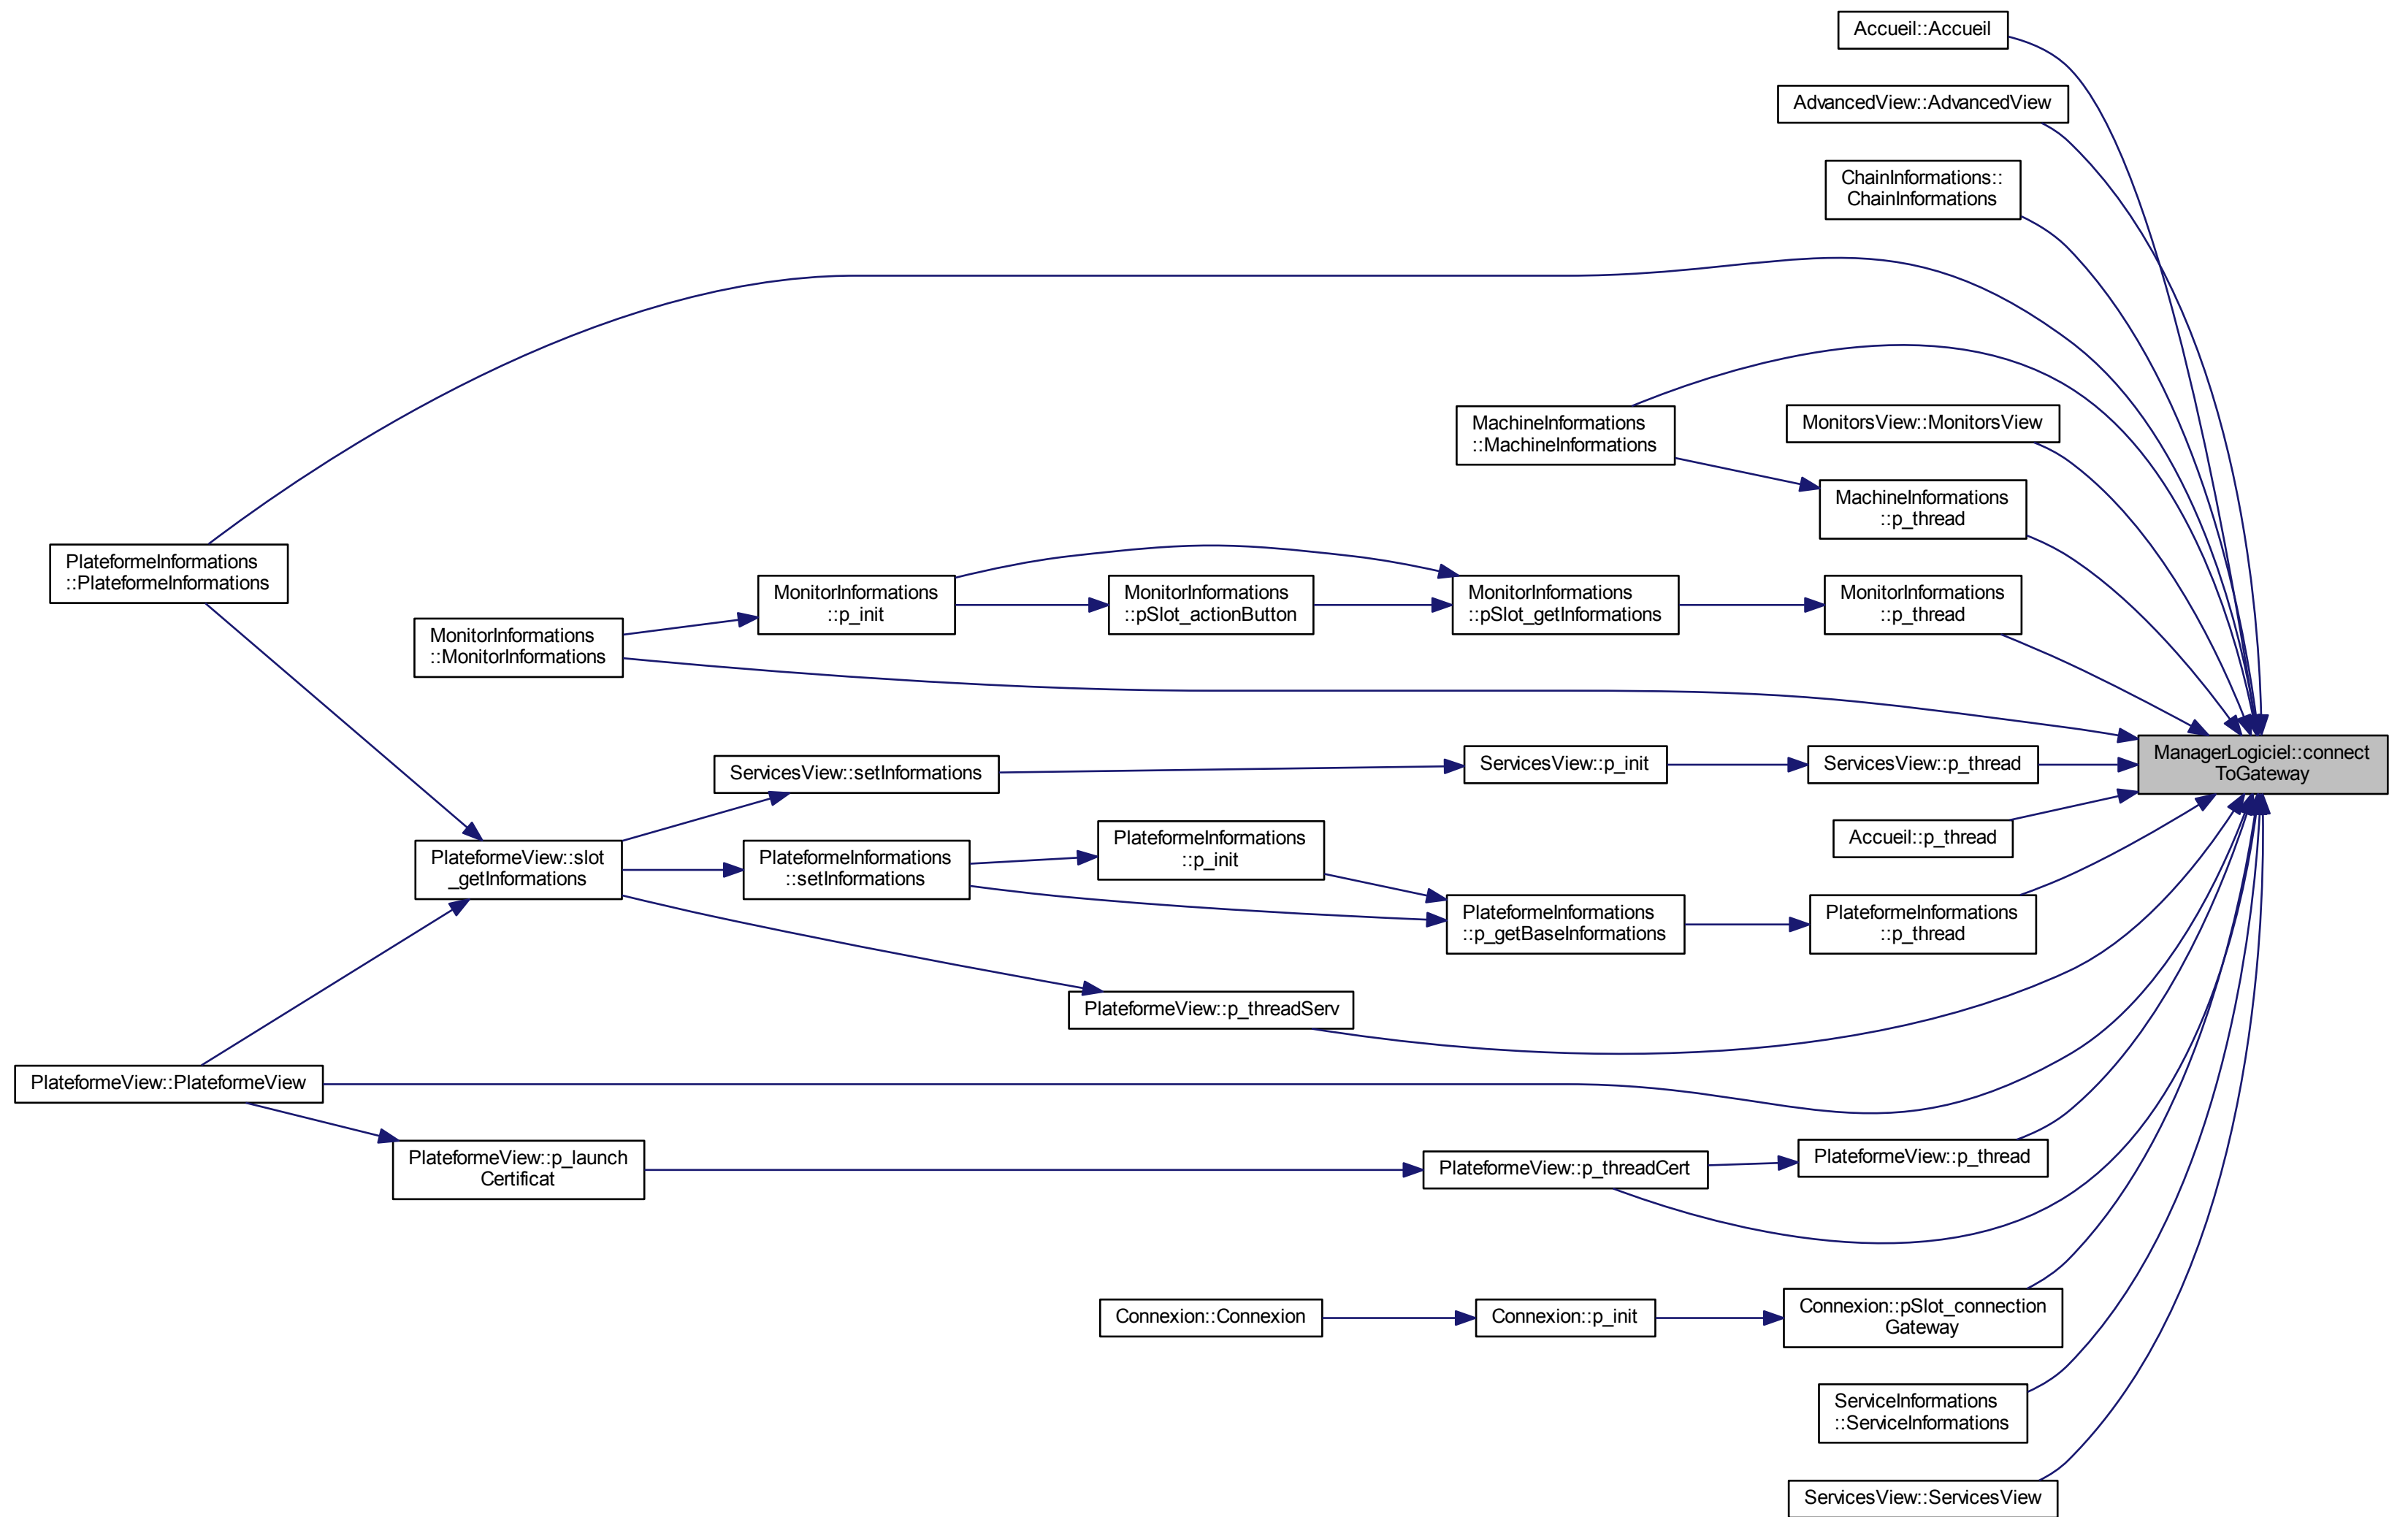 Accueil::Accueil
AdvancedView::AdvancedView
ChainInformations::
ChainInformations
MachineInformations
::MachineInformations
MonitorsView::MonitorsView
MachineInformations
::p_thread
PlateformeInformations
::PlateformeInformations
MonitorInformations
::MonitorInformations
MonitorInformations
::p_init
MonitorInformations
::pSlot_actionButton
MonitorInformations
::pSlot_getInformations
MonitorInformations
::p_thread
ManagerLogiciel::connect
ToGateway
ServicesView::setInformations
ServicesView::p_init
ServicesView::p_thread
Accueil::p_thread
PlateformeView::slot
_getInformations
PlateformeInformations
::setInformations
PlateformeInformations
::p_init
PlateformeInformations
::p_getBaseInformations
PlateformeInformations
::p_thread
PlateformeView::p_threadServ
PlateformeView::PlateformeView
PlateformeView::p_launch
Certificat
PlateformeView::p_threadCert
PlateformeView::p_thread
Connexion::Connexion
Connexion::p_init
Connexion::pSlot_connection
Gateway
ServiceInformations
::ServiceInformations
ServicesView::ServicesView